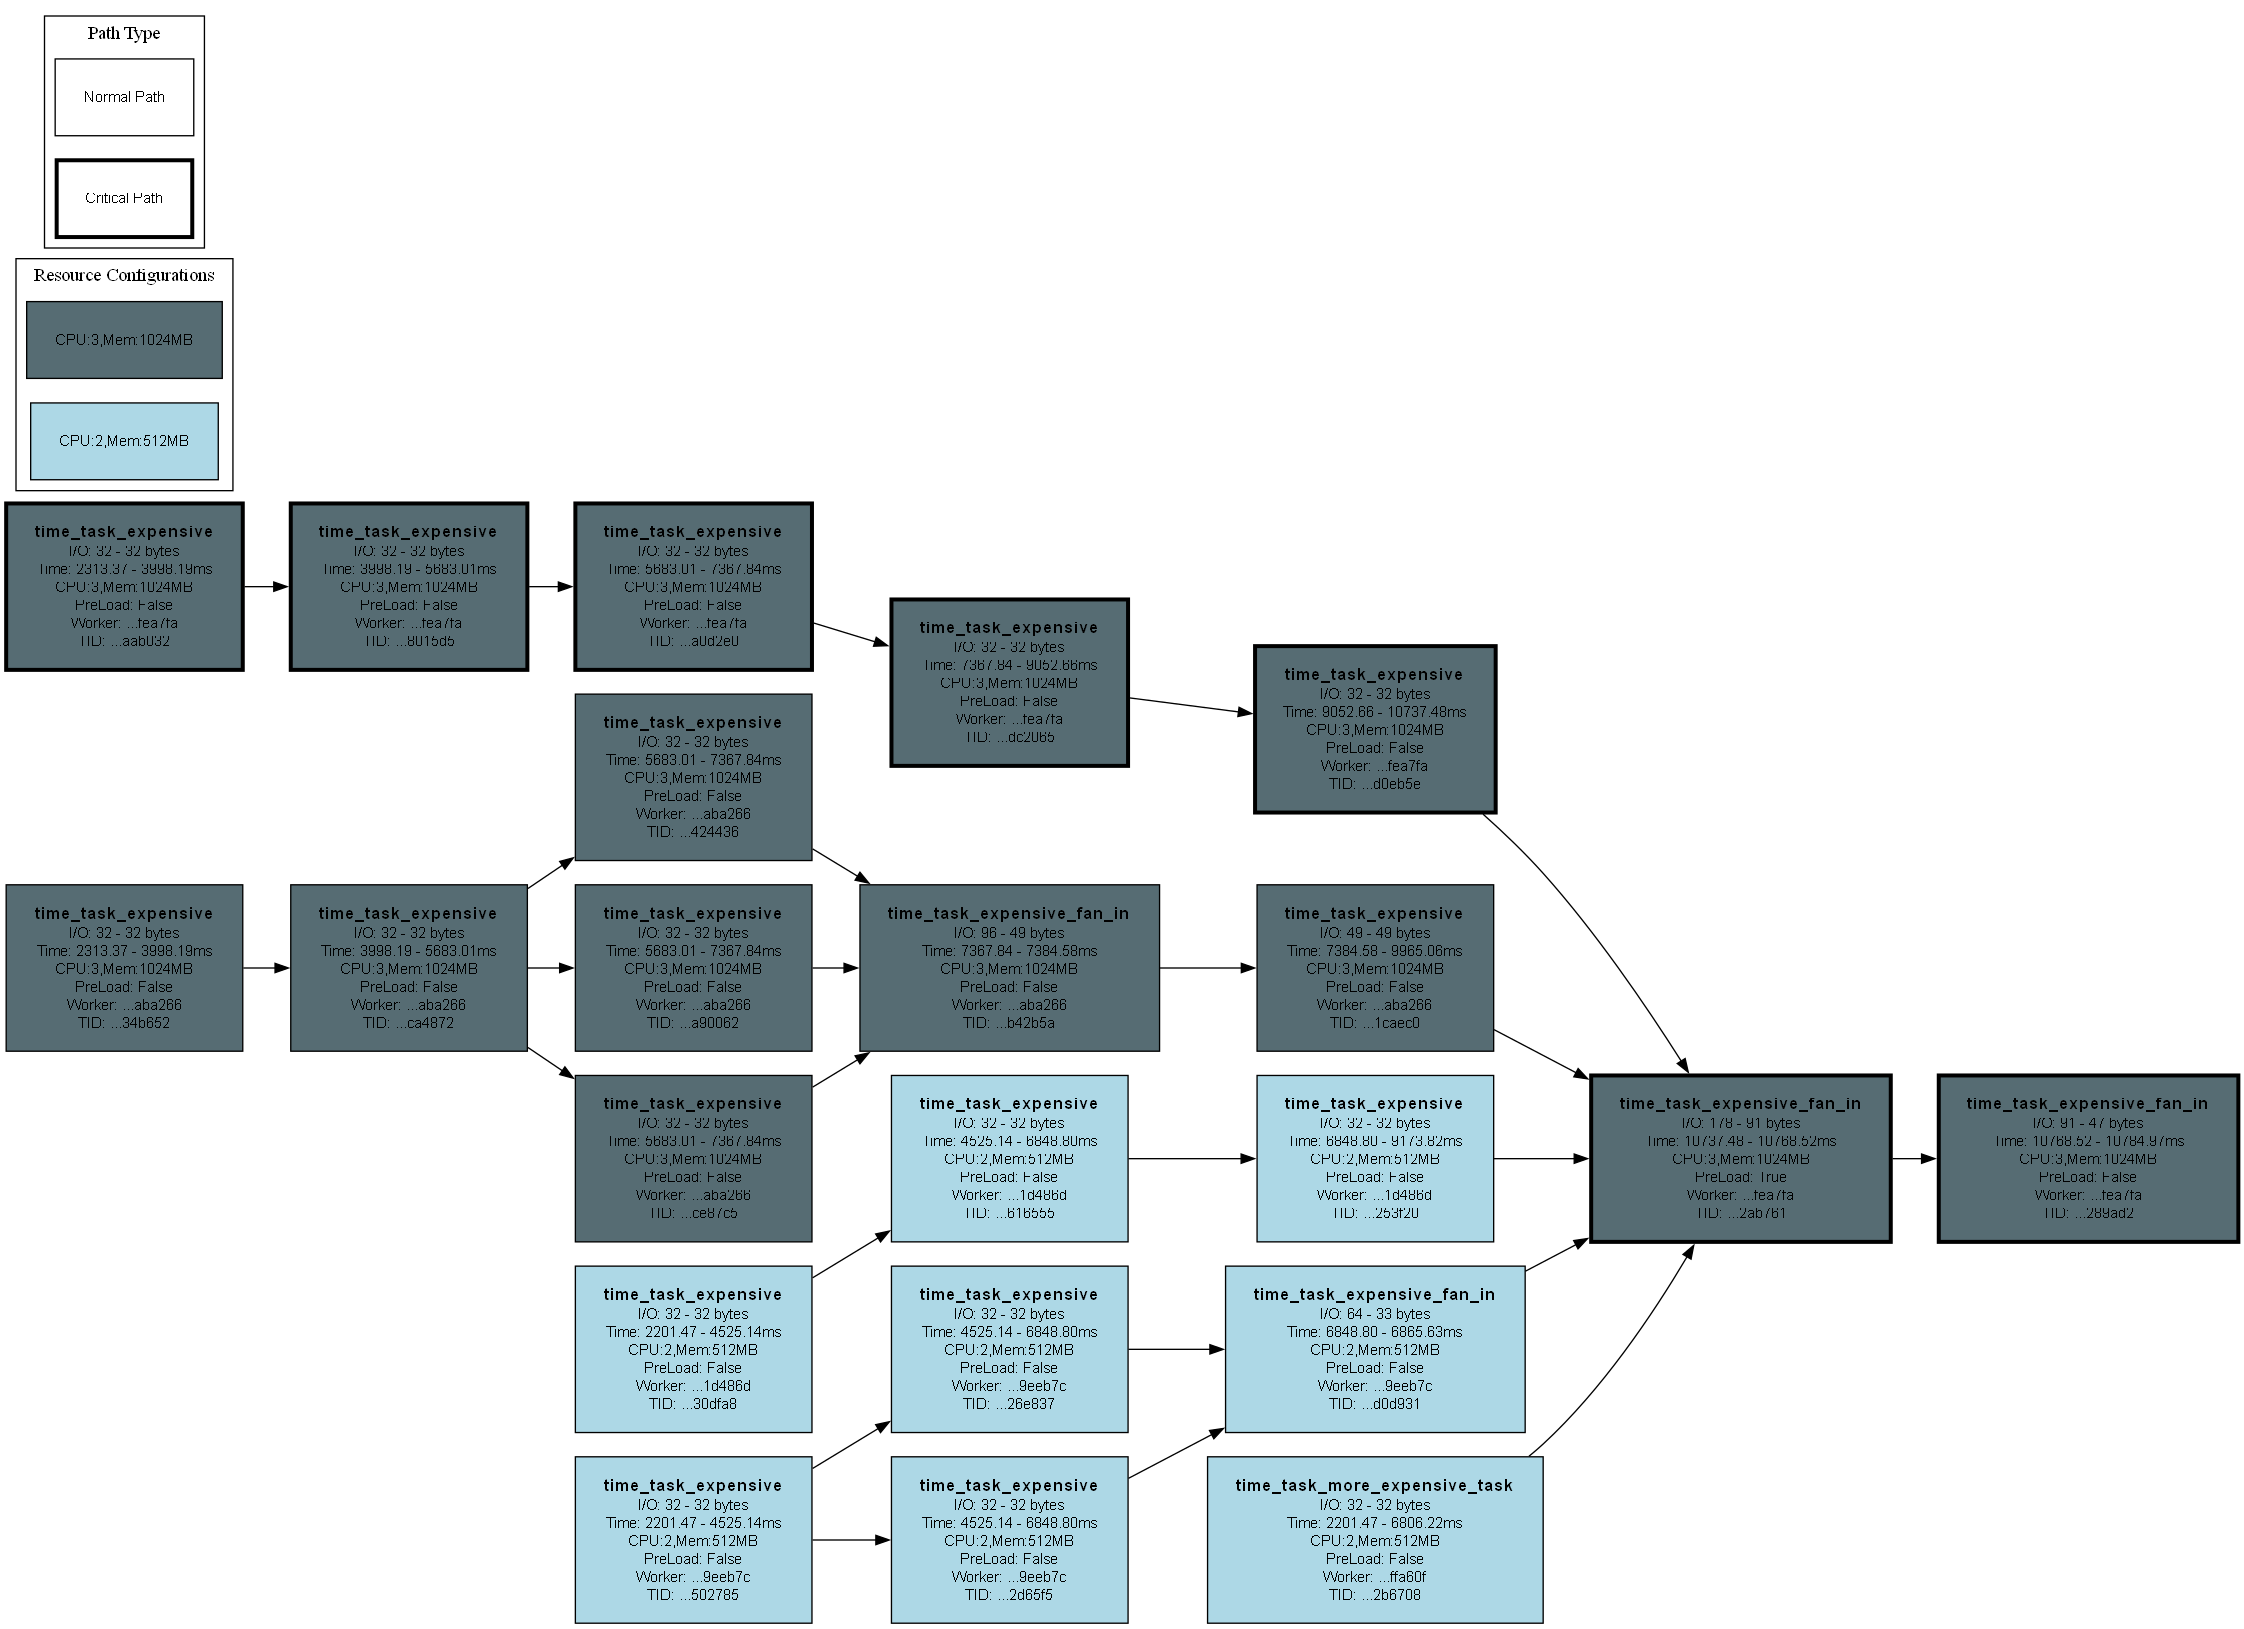 Path Type
Normal Path
Critical Path
Resource Configurations
CPU:3,Mem:1024MB
CPU:2,Mem:512MB
time_task_expensive
I/O: 32 - 32 bytes
Time: 2313.37 - 3998.19ms
CPU:3,Mem:1024MB
PreLoad: False
Worker: ...fea7fa
TID: ...aab032
time_task_expensive
I/O: 32 - 32 bytes
Time: 3998.19 - 5683.01ms
CPU:3,Mem:1024MB
PreLoad: False
Worker: ...fea7fa
TID: ...8015d5
time_task_expensive
I/O: 32 - 32 bytes
Time: 5683.01 - 7367.84ms
CPU:3,Mem:1024MB
PreLoad: False
Worker: ...fea7fa
TID: ...a0d2e0
time_task_expensive
I/O: 32 - 32 bytes
Time: 7367.84 - 9052.66ms
CPU:3,Mem:1024MB
PreLoad: False
Worker: ...fea7fa
TID: ...dc2065
time_task_expensive
I/O: 32 - 32 bytes
Time: 9052.66 - 10737.48ms
CPU:3,Mem:1024MB
PreLoad: False
Worker: ...fea7fa
TID: ...d0eb5e
time_task_expensive
I/O: 32 - 32 bytes
Time: 5683.01 - 7367.84ms
CPU:3,Mem:1024MB
PreLoad: False
Worker: ...aba266
TID: ...424436
time_task_expensive
I/O: 32 - 32 bytes
Time: 2313.37 - 3998.19ms
CPU:3,Mem:1024MB
PreLoad: False
Worker: ...aba266
TID: ...34b652
time_task_expensive
I/O: 32 - 32 bytes
Time: 3998.19 - 5683.01ms
CPU:3,Mem:1024MB
PreLoad: False
Worker: ...aba266
TID: ...ca4872
time_task_expensive
I/O: 32 - 32 bytes
Time: 5683.01 - 7367.84ms
CPU:3,Mem:1024MB
PreLoad: False
Worker: ...aba266
TID: ...a90062
time_task_expensive_fan_in
I/O: 96 - 49 bytes
Time: 7367.84 - 7384.58ms
CPU:3,Mem:1024MB
PreLoad: False
Worker: ...aba266
TID: ...b42b5a
time_task_expensive
I/O: 49 - 49 bytes
Time: 7384.58 - 9965.06ms
CPU:3,Mem:1024MB
PreLoad: False
Worker: ...aba266
TID: ...1caec0
time_task_expensive
I/O: 32 - 32 bytes
Time: 5683.01 - 7367.84ms
CPU:3,Mem:1024MB
PreLoad: False
Worker: ...aba266
TID: ...ce87c5
time_task_expensive
I/O: 32 - 32 bytes
Time: 4525.14 - 6848.80ms
CPU:2,Mem:512MB
PreLoad: False
Worker: ...1d486d
TID: ...616555
time_task_expensive
I/O: 32 - 32 bytes
Time: 6848.80 - 9173.82ms
CPU:2,Mem:512MB
PreLoad: False
Worker: ...1d486d
TID: ...253f20
time_task_expensive_fan_in
I/O: 178 - 91 bytes
Time: 10737.48 - 10768.52ms
CPU:3,Mem:1024MB
PreLoad: True
Worker: ...fea7fa
TID: ...2ab761
time_task_expensive_fan_in
I/O: 91 - 47 bytes
Time: 10768.52 - 10784.97ms
CPU:3,Mem:1024MB
PreLoad: False
Worker: ...fea7fa
TID: ...289ad2
time_task_expensive
I/O: 32 - 32 bytes
Time: 2201.47 - 4525.14ms
CPU:2,Mem:512MB
PreLoad: False
Worker: ...1d486d
TID: ...30dfa8
time_task_expensive
I/O: 32 - 32 bytes
Time: 4525.14 - 6848.80ms
CPU:2,Mem:512MB
PreLoad: False
Worker: ...9eeb7c
TID: ...26e837
time_task_expensive_fan_in
I/O: 64 - 33 bytes
Time: 6848.80 - 6865.63ms
CPU:2,Mem:512MB
PreLoad: False
Worker: ...9eeb7c
TID: ...d0d931
time_task_expensive
I/O: 32 - 32 bytes
Time: 2201.47 - 4525.14ms
CPU:2,Mem:512MB
PreLoad: False
Worker: ...9eeb7c
TID: ...502785
time_task_expensive
I/O: 32 - 32 bytes
Time: 4525.14 - 6848.80ms
CPU:2,Mem:512MB
PreLoad: False
Worker: ...9eeb7c
TID: ...2d65f5
time_task_more_expensive_task
I/O: 32 - 32 bytes
Time: 2201.47 - 6806.22ms
CPU:2,Mem:512MB
PreLoad: False
Worker: ...ffa60f
TID: ...2b6708